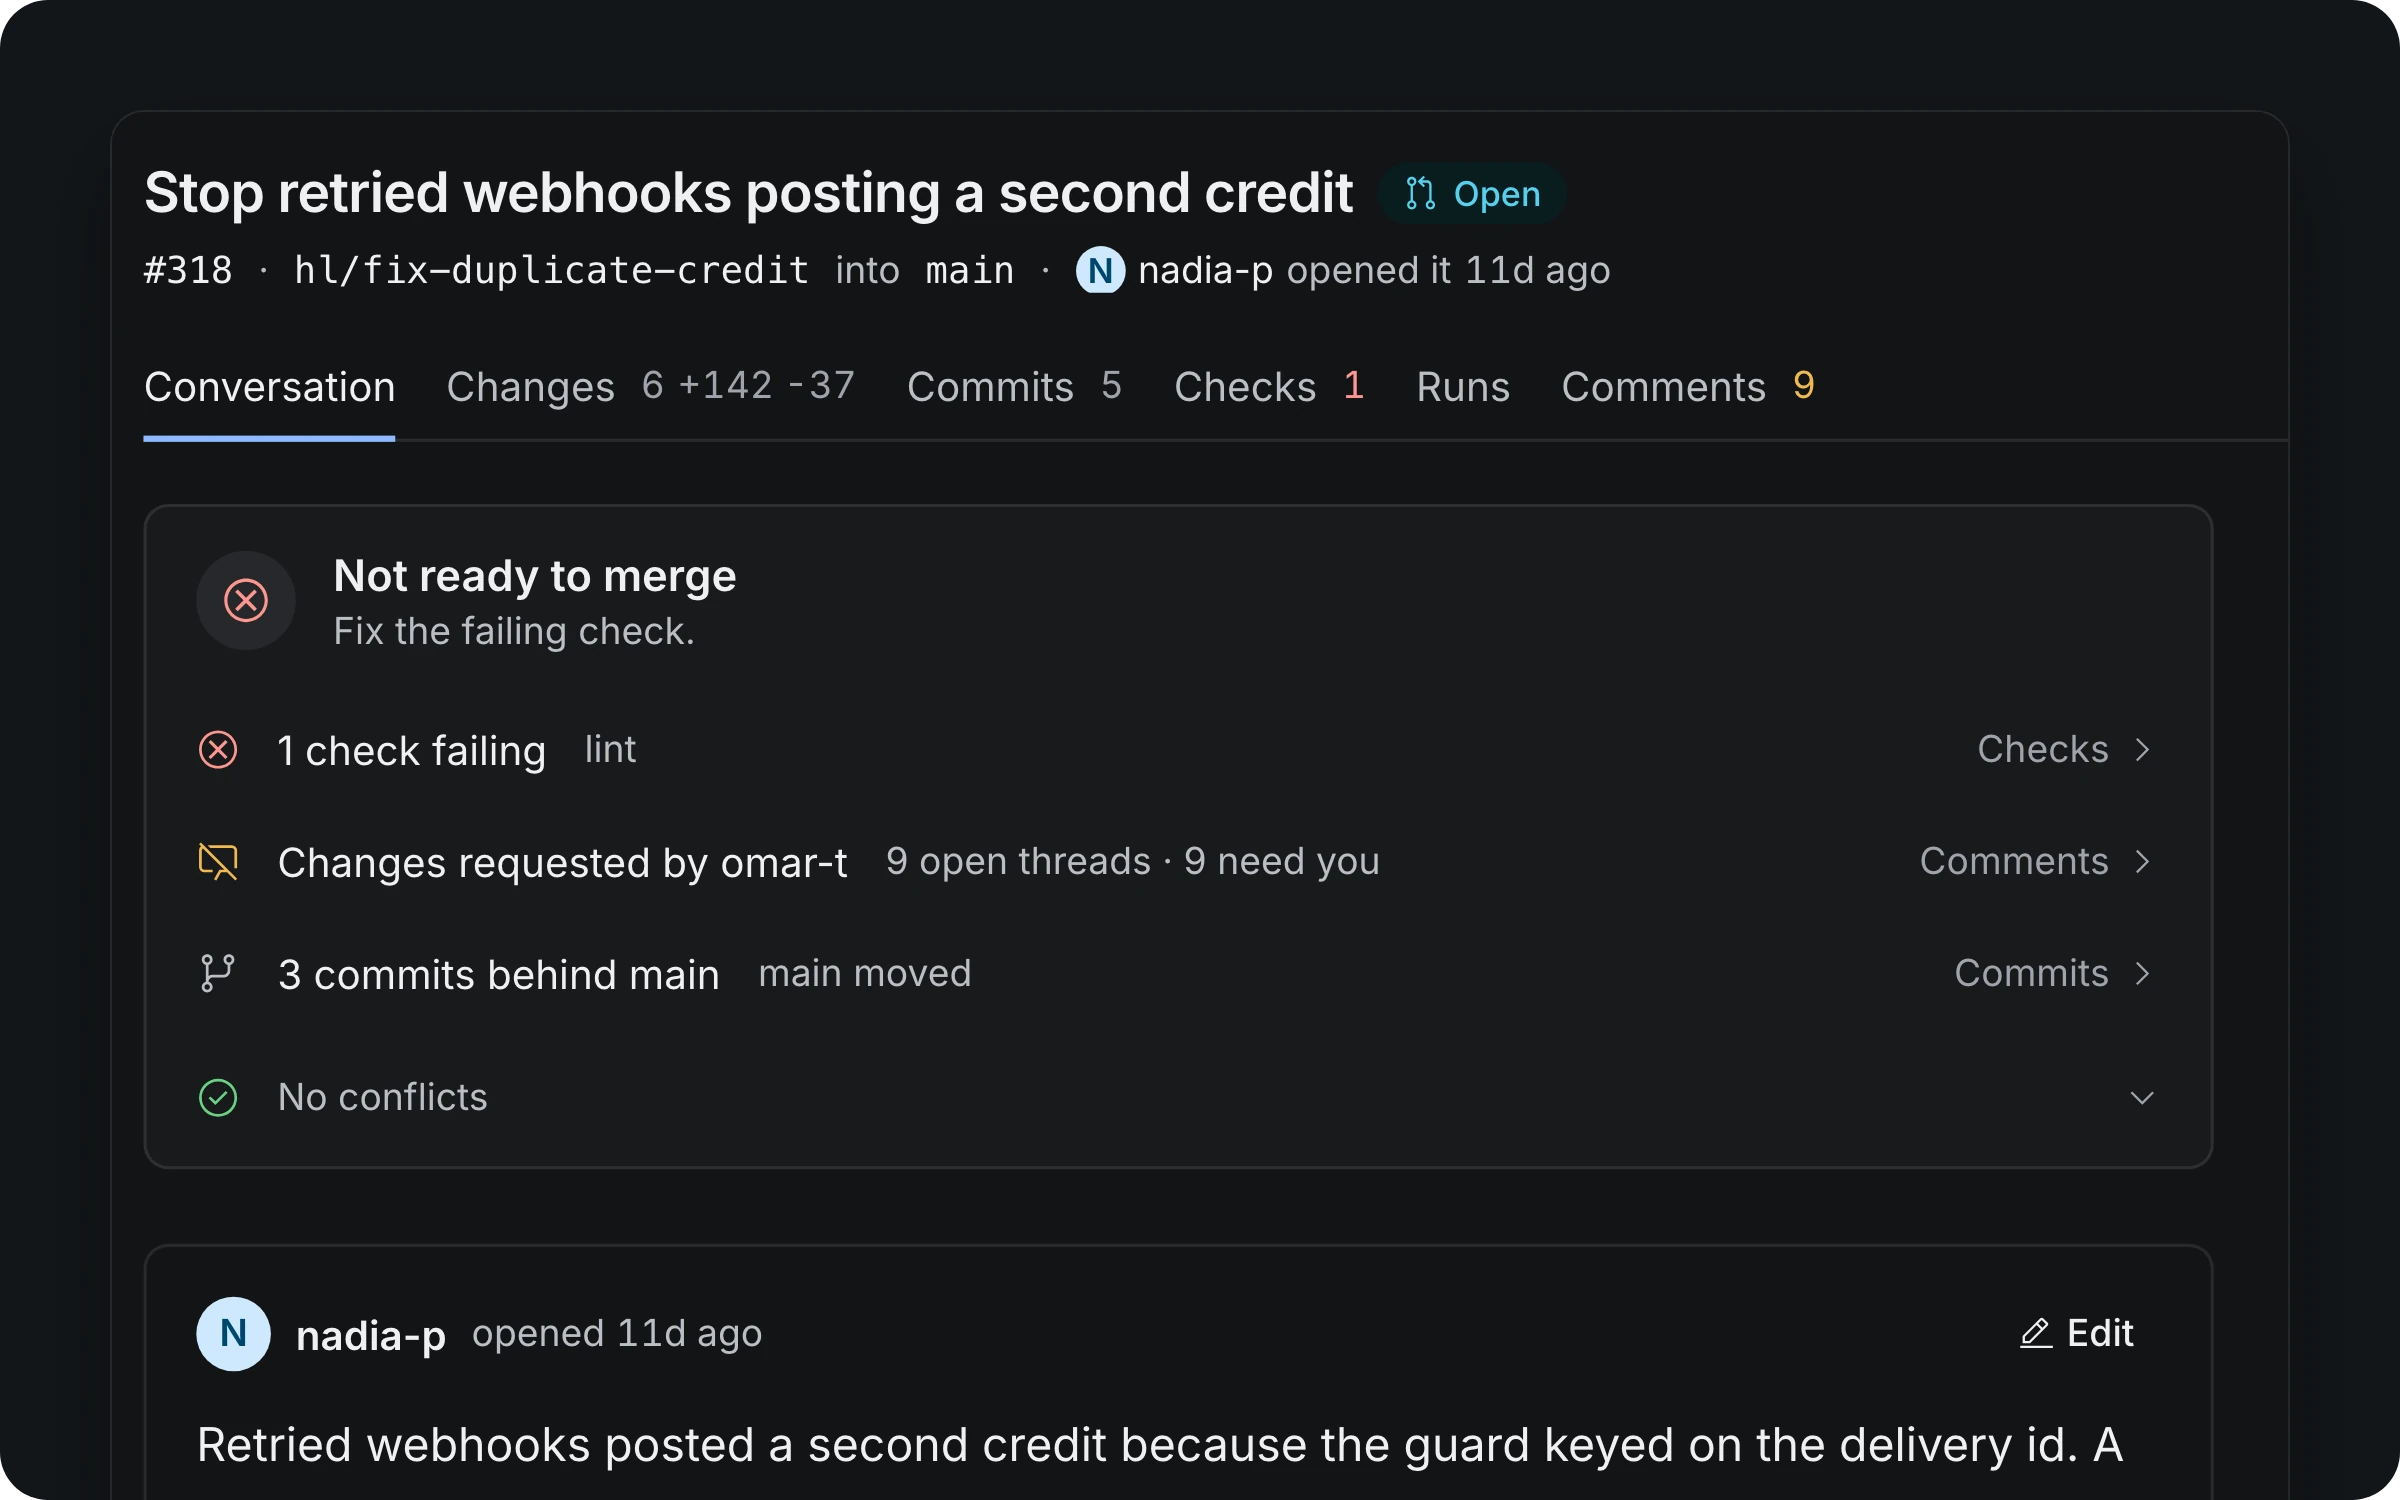 Stop retried webhooks posting a second credit Open
#318 · hl/fix-duplicate-credit into main · N nadia-p opened it 11d ago
Conversation Changes 6 +142 -37 Commits 5 Checks 1 Runs Comments 9
Not ready to merge
Fix the failing check.
1 check failing lint Checks
Changes requested by omar-t 9 open threads · 9 need you Comments
3 commits behind main main moved Commits
No conflicts
N nadia-p opened 11d ago Edit
Retried webhooks posted a second credit because the guard keyed on the delivery id. A